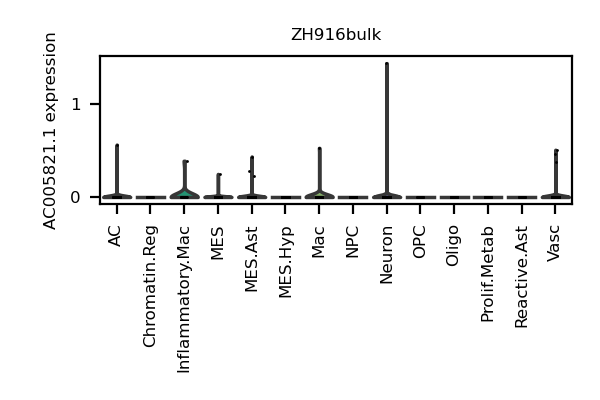 ZH916bulk
AC005821.1 expression
1
0
AC
Chromatin.Reg
Inflammatory.Mac
MES
MES.Ast
MES.Hyp
Mac
NPC
Neuron
OPC
Oligo
Prolif.Metab
Reactive.Ast
Vasc